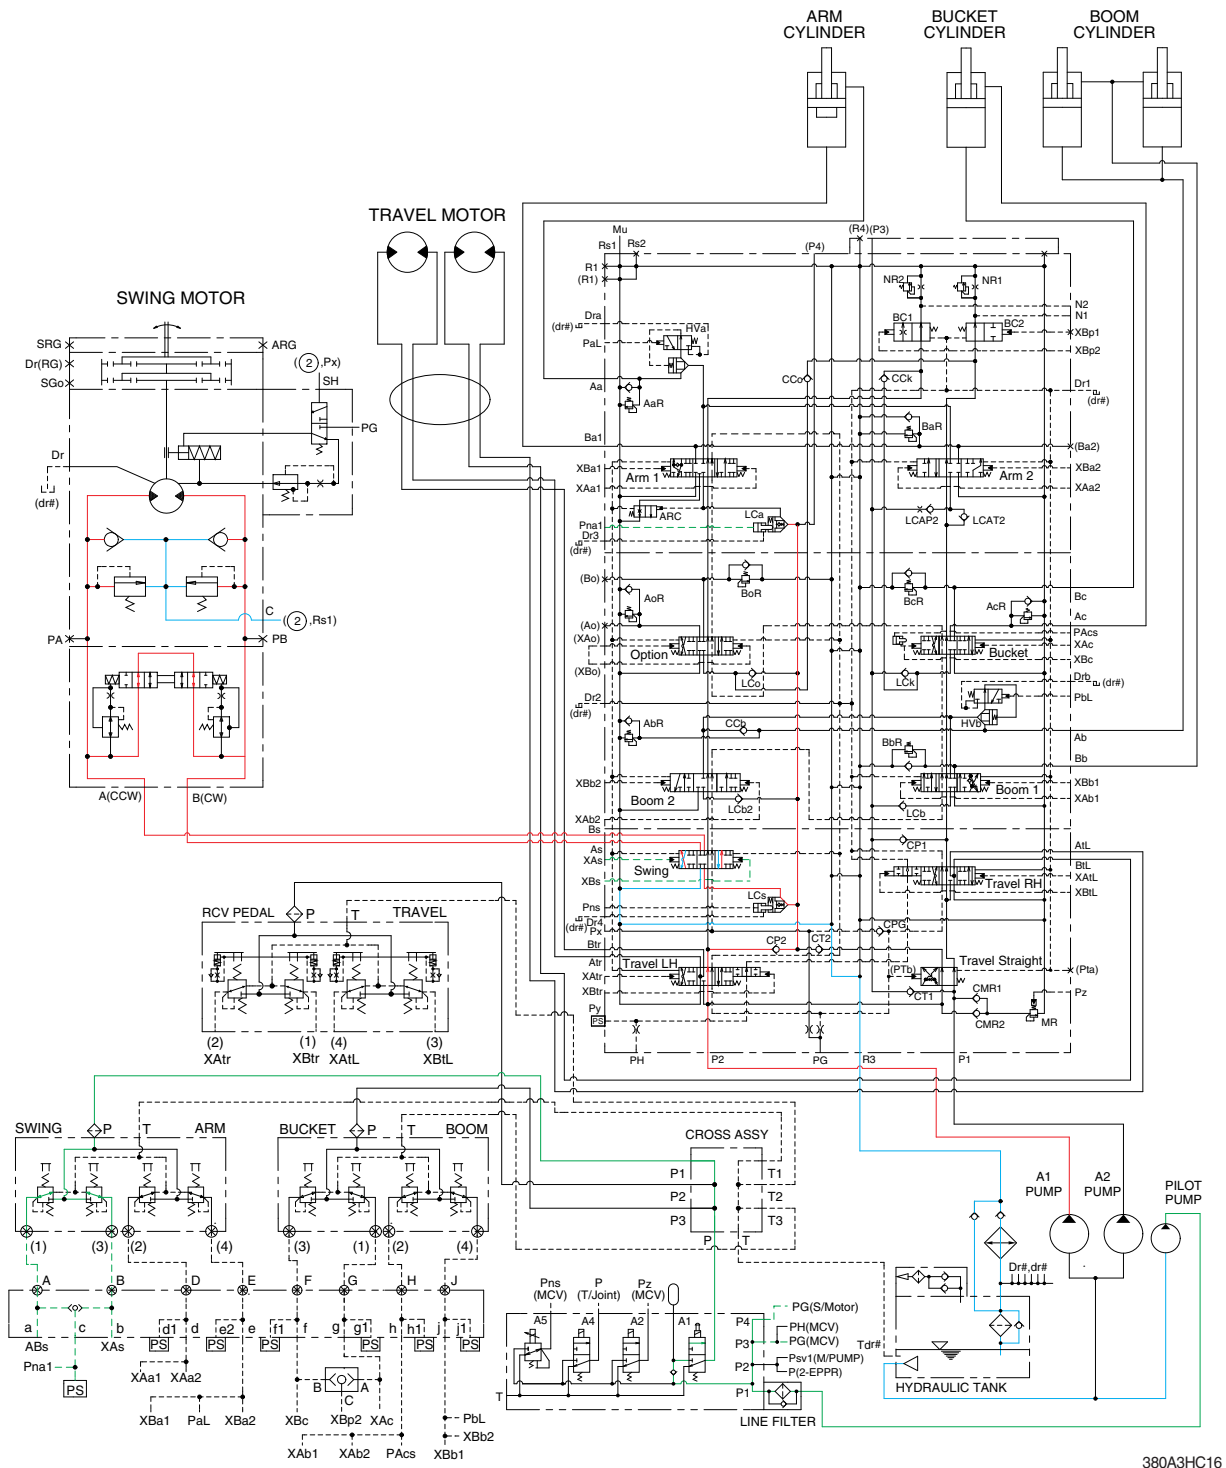 ARM
CYLINDER
BUCKET
CYLINDER
BOOM
CYLINDER
TRAVEL MOTOR
SWING MOTOR
SRG
ARG
Dr(RG)
SGo
(2 ,Px)
SH
PG
Dr
(dr#)
C
(2 ,Rs1)
PA
PB
A(CCW)
B(CW)
Mu
Rs1
Rs2
(P4)
(R4)(P3)
R1
(R1)
NR2
NR1
N2
N1
Dra
(dr#)
HVa
PaL
BC1
BC2
XBp1
XBp2
CCo
CCk
Dr1
(dr#)
Aa
AaR
BaR
Ba1
(Ba2)
XBa1
XAa1
Arm 1
Arm 2
XBa2
XAa2
ARC
LCa
LCAP2
LCAT2
Pna1
Dr3
(dr#)
(Bo)
BoR
BcR
Bc
AoR
AcR
Ac
(Ao)
(XAo)
Option
(XBo)
LCo
LCk
Bucket
PAcs
XAc
XBc
Drb
(dr#)
PbL
Dr2
(dr#)
HVb
AbR
CCb
Ab
BbR
Bb
XBb2
Boom 2
LCb2
LCb
Boom 1
XBb1
XAb1
XAb2
Bs
As
CP1
AtL
XAs
Swing
XBs
BtL
XAtL
XBtL
Travel RH
LCs
Pns
(dr#)
Dr4
Px
CPG
Btr
CP2
CT2
Atr
Travel LH
Travel Straight
XAtr
(PTb)
(Pta)
XBtr
CT1
CMR1
Pz
Py
PS
CMR2
MR
PH
P2
PG
R3
P1
RCV PEDAL
P
T
TRAVEL
(2)
XAtr
(1)
XBtr
(4)
XAtL
(3)
XBtL
SWING
P
T
ARM
BUCKET
P
T
BOOM
(1)
(3)
(2)
(4)
(3)
(1)
(2)
(4)
A
B
D
E
F
G
H
J
a
c
b
d1
d
e2
e
f1
f
g
g1
h
h1
j
j1
PS
PS
PS
PS
PS
PS
ABs
XAs
Pna1
PS
XAa1
XAa2
XBa1
PaL
XBa2
B
A
C
XBc
XBp2
XAc
XAb1
XAb2
PAcs
PbL
XBb2
XBb1
CROSS ASSY
P1
T1
P2
T2
P3
T3
P
T
A1
PUMP
A2
PUMP
PILOT
PUMP
Dr#,dr#
Tdr#
HYDRAULIC TANK
Pns
(MCV)
P
(T/Joint)
Pz
(MCV)
A5
A4
A2
A1
P4
P3
P2
P1
T
PG(S/Motor)
PH(MCV)
PG(MCV)
Psv1(M/PUMP)
P(2-EPPR)
LINE FILTER
380A3HC16